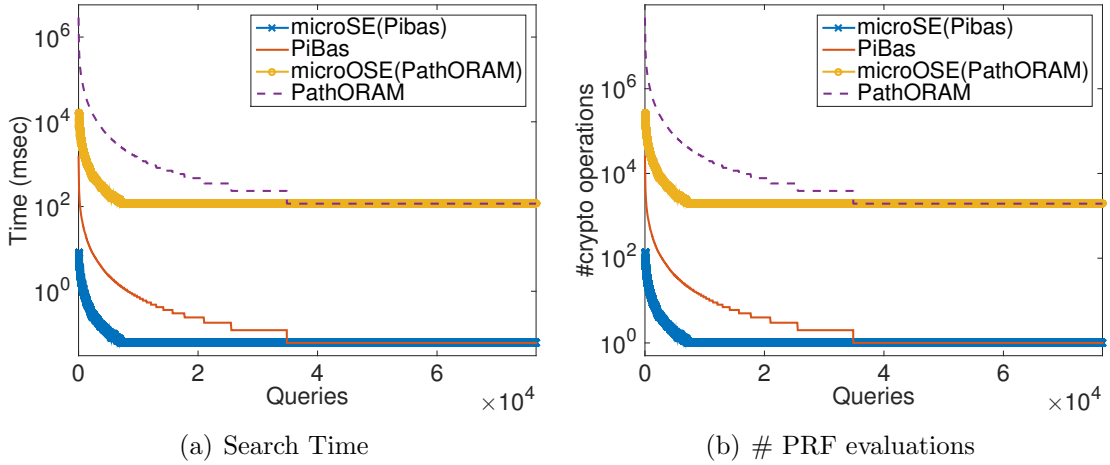 microSE(Pibas)
PiBas
microOSE(PathORAM)
PathORAM
Time (msec)
10^6
10^4
10^2
10^0
0 2 4 6
×10^4
Queries
(a) Search Time
microSE(Pibas)
PiBas
microOSE(PathORAM)
PathORAM
#crypto operations
10^6
10^4
10^2
10^0
0 2 4 6
×10^4
Queries
(b) # PRF evaluations